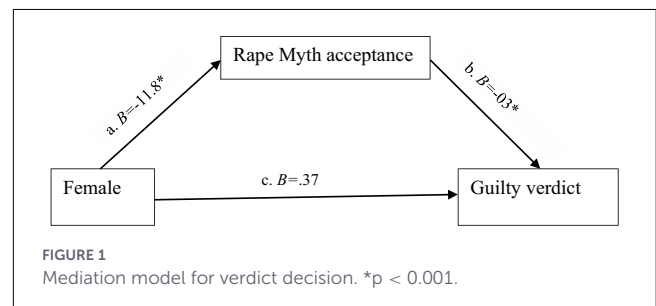 Rape Myth acceptance
a. B=-11.8*
b. B=-03*
Female
c. B=.37
Guilty verdict
FIGURE 1
Mediation model for verdict decision. *p < 0.001.